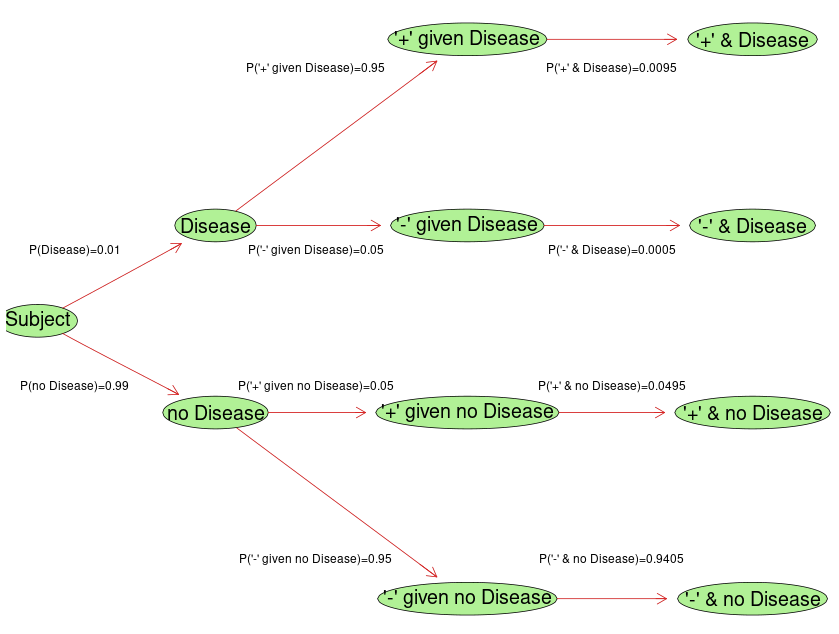 '+' given Disease
'+' & Disease
P('+' given Disease)=0.95
P('+' & Disease)=0.0095
Disease
'-' given Disease
'-' & Disease
P(Disease)=0.01
P('-' given Disease)=0.05
P('-' & Disease)=0.0005
Subject
P(no Disease)=0.99
P('+' given no Disease)=0.05
P('+' & no Disease)=0.0495
no Disease
'+' given no Disease
'+' & no Disease
P('-' given no Disease)=0.95
P('-' & no Disease)=0.9405
'-' given no Disease
'-' & no Disease